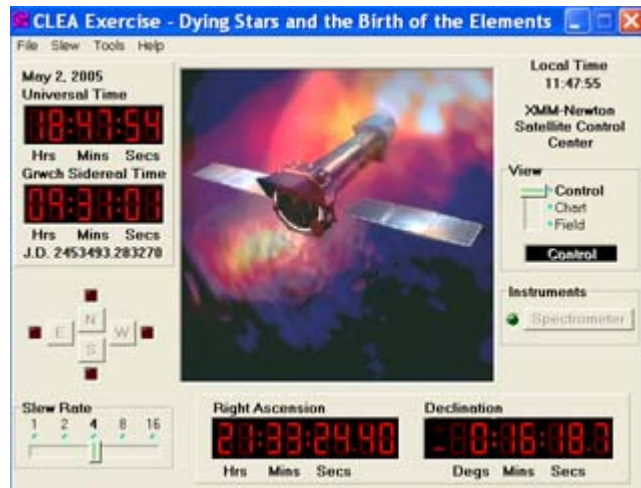 CLEA Exercise - Dying Stars and the Birth of the Elements
File Slew Tools Help
May 2, 2005
Universal Time
18:47:54
Hrs Mins Secs
Grwch Sidereal Time
09:31:01
Hrs Mins Secs
J.D. 2453493.283270
N
E W
S
Slew Rate
1 2 4 8 16
Right Ascension
21:33:24.40
Hrs Mins Secs
Declination
- 0:16:18.7
Degs Mins Secs
Local Time
11:47:55
XMM-Newton
Satellite Control
Center
View
Control
Chart
Field
Control
Instruments
Spectrometer